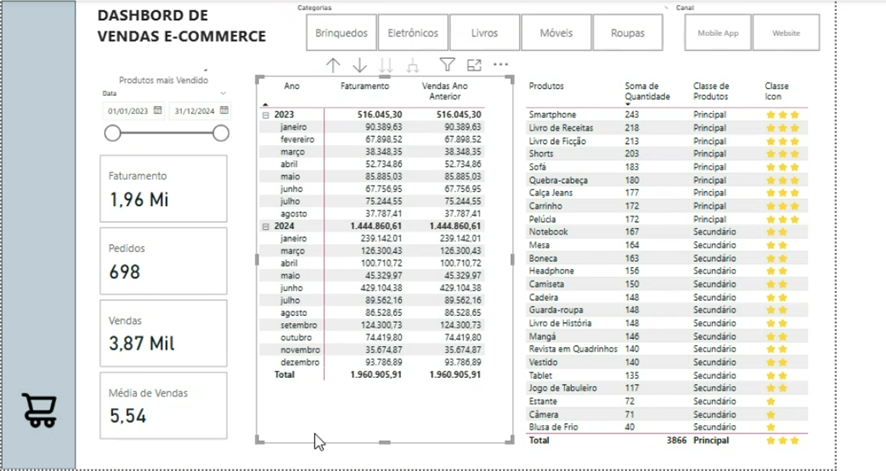 DASHBORD DE
VENDAS E-COMMERCE
Categorias
Brinquedos Eletrônicos Livros Móveis Roupas
Canal
Mobile App Website
Produtos mais Vendido
Data
01/01/2023 31/12/2024
Faturamento
1,96 Mi
Pedidos
698
Vendas
3,87 Mil
Média de Vendas
5,54
Ano Faturamento Vendas Ano
Anterior
2023 516.045,30 516.045,30
janeiro 90.389,63 90.389,63
fevereiro 67.898,52 67.898,52
março 38.348,35 38.348,35
abril 52.734,86 52.734,86
maio 85.885,03 85.885,03
junho 67.756,95 67.756,95
julho 75.244,55 75.244,55
agosto 37.787,41 37.787,41
2024 1.444.860,61 1.444.860,61
janeiro 239.142,01 239.142,01
março 126.300,43 126.300,43
abril 100.710,72 100.710,72
maio 45.329,97 45.329,97
junho 429.104,38 429.104,38
julho 89.562,16 89.562,16
agosto 86.528,65 86.528,65
setembro 124.300,73 124.300,73
outubro 74.419,80 74.419,80
novembro 35.674,87 35.674,87
dezembro 93.786,89 93.786,89
Total 1.960.905,91 1.960.905,91
Produtos Soma de Classe de Classe
Quantidade Produtos Icon
Smartphone 243 Principal
Livro de Receitas 218 Principal
Livro de Ficção 213 Principal
Shorts 203 Principal
Sofá 183 Principal
Quebra-cabeça 180 Principal
Calça Jeans 177 Principal
Carrinho 172 Principal
Pelúcia 172 Principal
Notebook 167 Secundário
Mesa 164 Secundário
Boneca 163 Secundário
Headphone 156 Secundário
Camiseta 150 Secundário
Cadeira 148 Secundário
Guarda-roupa 148 Secundário
Livro de História 148 Secundário
Mangá 146 Secundário
Revista em Quadrinhos 140 Secundário
Vestido 140 Secundário
Tablet 135 Secundário
Jogo de Tabuleiro 117 Secundário
Estante 72 Secundário
Câmera 71 Secundário
Blusa de Frio 40 Secundário
Total 3866 Principal